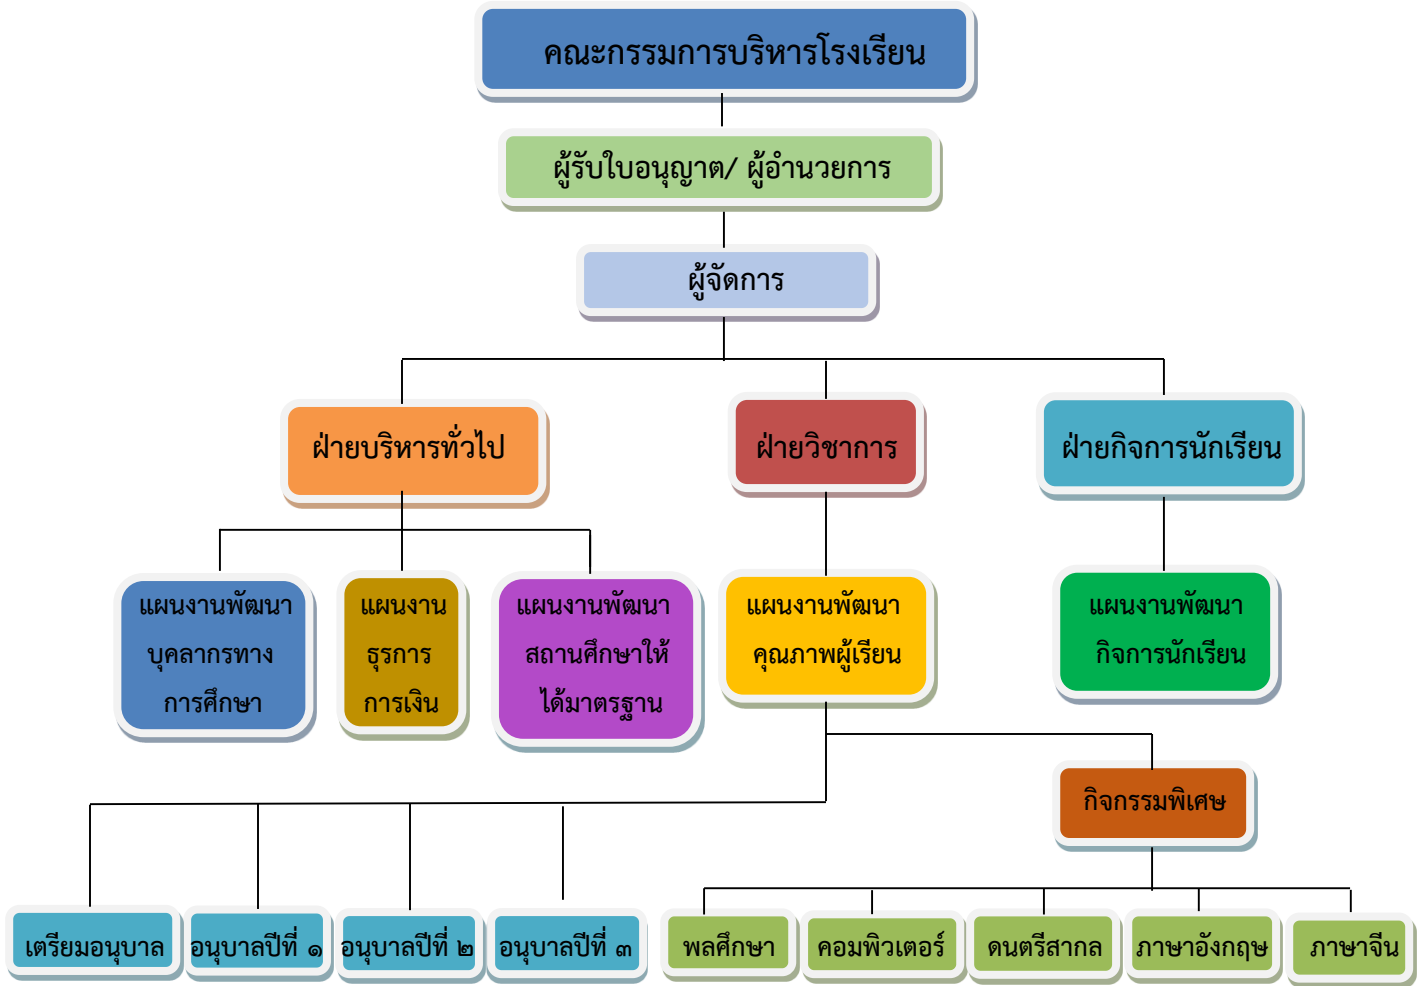 คณะกรรมการบริหารโรงเรียน
ผู้รับใบอนุญาต/ ผู้อำนวยการ
ผู้จัดการ
ฝ่ายบริหารทั่วไป
ฝ่ายวิชาการ
ฝ่ายกิจการนักเรียน
แผนงานพัฒนา
บุคลากรทาง
การศึกษา
แผนงาน
ธุรการ
การเงิน
แผนงานพัฒนา
สถานศึกษาให้
ได้มาตรฐาน
แผนงานพัฒนา
คุณภาพผู้เรียน
แผนงานพัฒนา
กิจการนักเรียน
กิจกรรมพิเศษ
เตรียมอนุบาล
อนุบาลปีที่ ๑
อนุบาลปีที่ ๒
อนุบาลปีที่ ๓
พลศึกษา
คอมพิวเตอร์
ดนตรีสากล
ภาษาอังกฤษ
ภาษาจีน